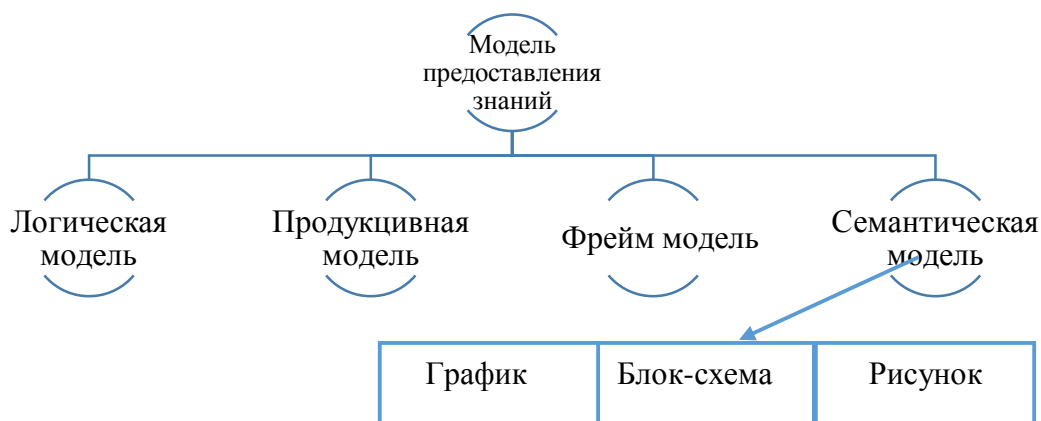 Модель
предоставления
знаний
Логическая
модель
Продукцивная
модель
Фрейм модель
Семантическая
модель
График
Блок-схема
Рисунок